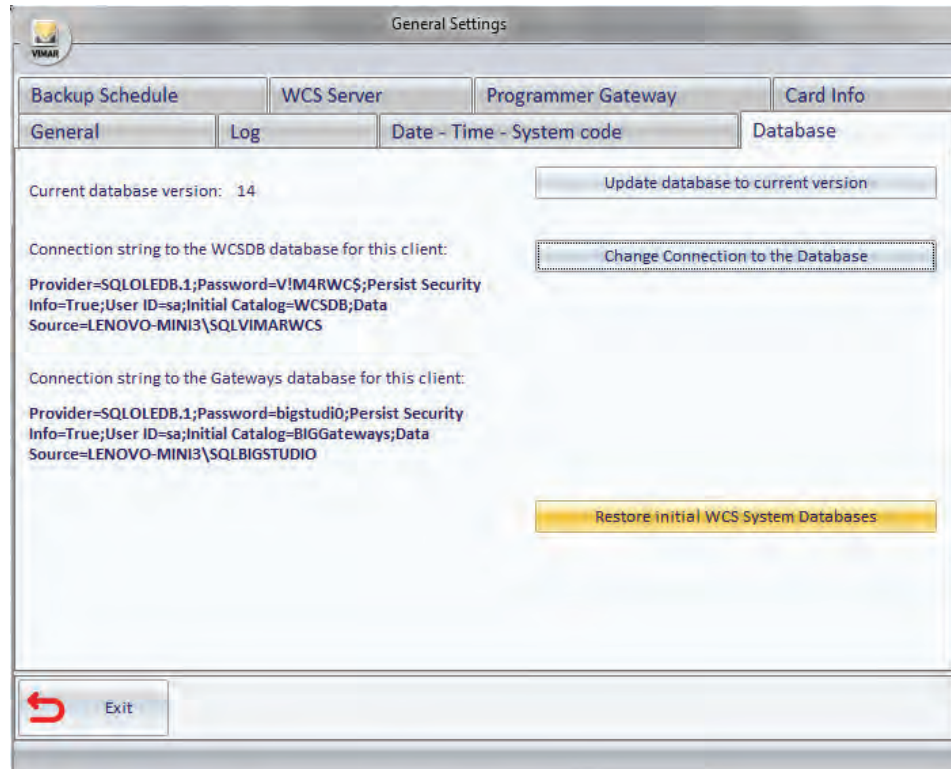 General Settings
VIMAR
Backup Schedule WCS Server Programmer Gateway Card Info
General Log Date - Time - System code Database
Current database version: 14 Update database to current version
Connection string to the WCSDB database for this client: Change Connection to the Database
Provider=SQLOLEDB.1;Password=V!M4RWC$;Persist Security
Info=True;User ID=sa;Initial Catalog=WCSDB;Data
Source=LENOVO-MINI3\SQLVIMARWCS
Connection string to the Gateways database for this client:
Provider=SQLOLEDB.1;Password=bigstudi0;Persist Security
Info=True;User ID=sa;Initial Catalog=BIGGateways;Data
Source=LENOVO-MINI3\SQLBIGSTUDIO
Restore initial WCS System Databases
Exit